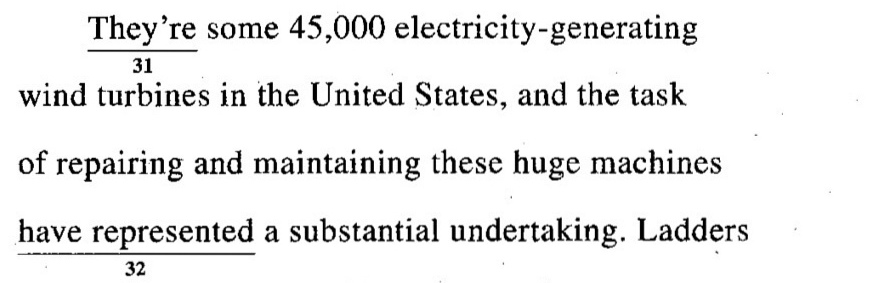 They're some 45,000 electricity-generating
31
wind turbines in the United States, and the task
of repairing and maintaining these huge machines
have represented a substantial undertaking. Ladders
32